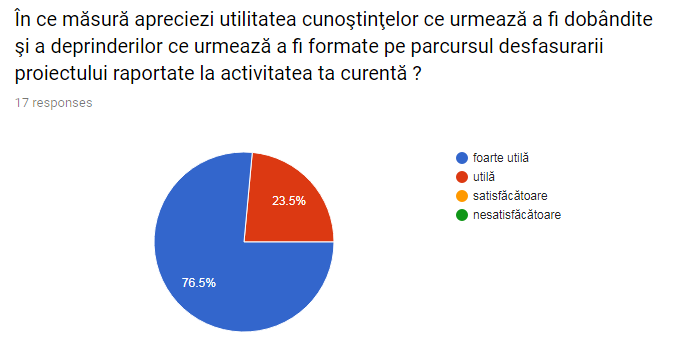 În ce măsură apreciezi utilitatea cunoştinţelor ce urmează a fi dobândite
şi a deprinderilor ce urmează a fi formate pe parcursul desfasurarii
proiectului raportate la activitatea ta curentă ?
17 responses
foarte utilă
utilă
satisfăcătoare
nesatisfăcătoare
23.5%
76.5%